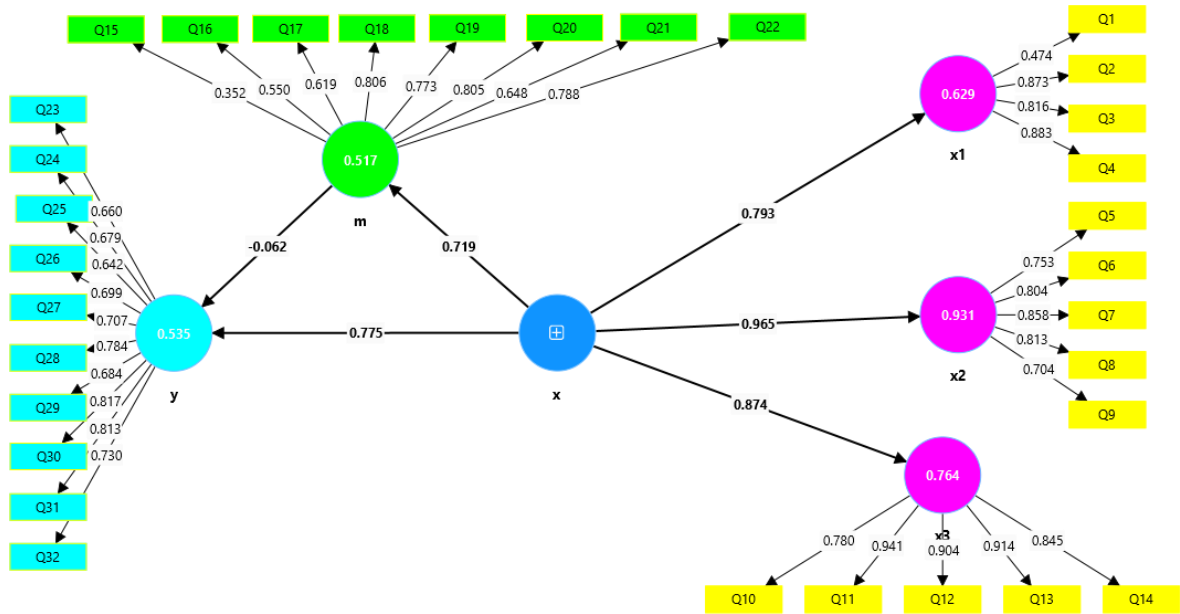 Q15
Q16
Q17
Q18
Q19
Q20
Q21
Q22
0.352
0.550
0.619
0.806
0.773
0.805
0.648
0.788
0.517
m
Q23
Q24
Q25
Q26
Q27
Q28
Q29
Q30
Q31
Q32
0.660
0.679
0.642
0.699
0.707
0.784
0.684
0.817
0.813
0.730
0.535
y
-0.062
0.719
0.775
x
0.793
0.965
0.874
0.629
x1
0.474
0.873
0.816
0.883
Q1
Q2
Q3
Q4
0.931
x2
0.753
0.804
0.858
0.813
0.704
Q5
Q6
Q7
Q8
Q9
0.764
x3
0.780
0.941
0.904
0.914
0.845
Q10
Q11
Q12
Q13
Q14